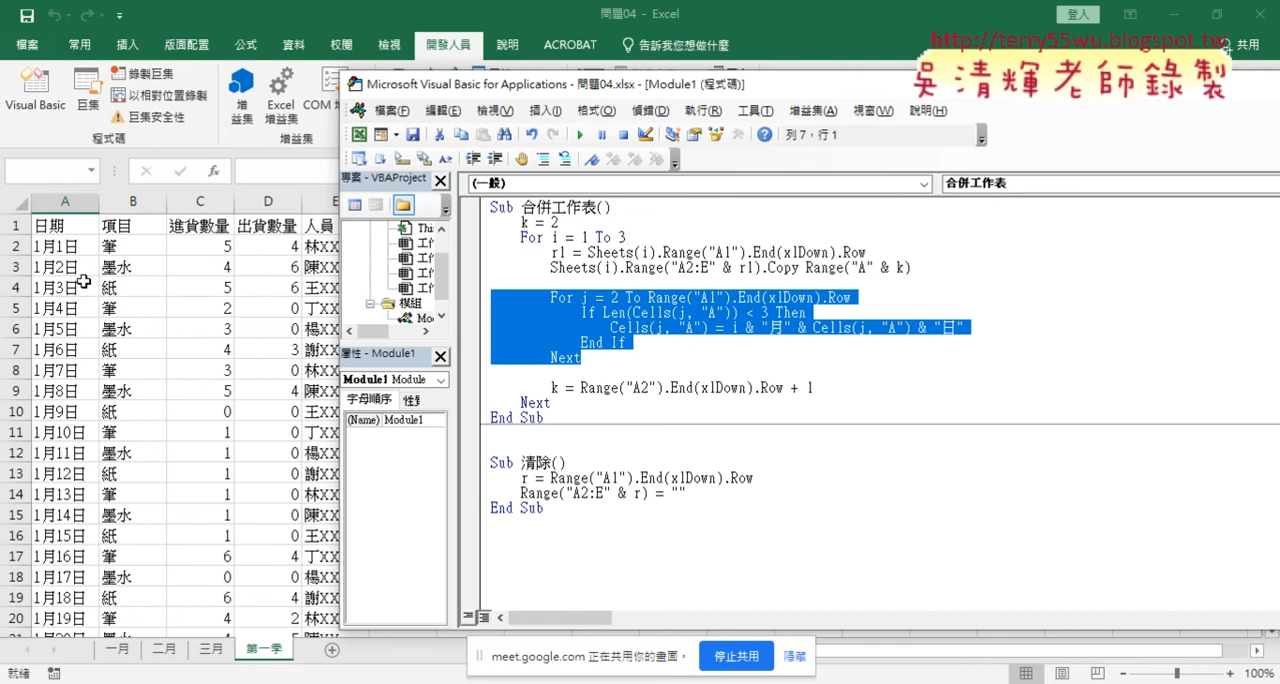 問題04 - Excel
登入
檔案 常用 插入 版面配置 公式 資料 校閱 檢視 開發人員 說明 ACROBAT 告訴我您想做什麼 共用
http://terry55wu.blogspot.tw
吳清輝老師錄製
Visual Basic 巨集 錄製巨集 以相對位置錄製 巨集安全性 增益集 Excel 增益集 COM
程式碼 增益集
Microsoft Visual Basic for Applications - 問題04.xlsx - [Module1 (程式碼)]
檔案(F) 編輯(E) 檢視(V) 插入(I) 格式(O) 偵錯(D) 執行(R) 工具(T) 增益集(A) 視窗(W) 說明(H)
列 7，行 1
專案 - VBAProject
模組
屬性 - Module1
Module1 Module
字母順序
(Name) Module1
(一般) 合併工作表
Sub 合併工作表()
k = 2
For i = 1 To 3
r1 = Sheets(i).Range("A1").End(xlDown).Row
Sheets(i).Range("A2:E" & r1).Copy Range("A" & k)
For j = 2 To Range("A1").End(xlDown).Row
If Len(Cells(j, "A")) < 3 Then
Cells(j, "A") = i & "月" & Cells(j, "A") & "日"
End If
Next
k = Range("A2").End(xlDown).Row + 1
Next
End Sub
Sub 清除()
r = Range("A1").End(xlDown).Row
Range("A2:E" & r) = ""
End Sub
A B C D E
1 日期 項目 進貨數量 出貨數量 人員
2 1月1日 筆 5 4 林XX
3 1月2日 墨水 4 6 陳XX
4 1月3日 紙 5 6 王XX
5 1月4日 筆 2 0 丁XX
6 1月5日 墨水 3 0 楊XX
7 1月6日 紙 4 3 謝XX
8 1月7日 筆 3 0 林XX
9 1月8日 墨水 5 4 陳XX
10 1月9日 紙 0 0 王XX
11 1月10日 筆 1 0 丁XX
12 1月11日 墨水 1 0 楊XX
13 1月12日 紙 1 0 謝XX
14 1月13日 筆 1 0 林XX
15 1月14日 墨水 1 0 陳XX
16 1月15日 紙 1 0 王XX
17 1月16日 筆 6 4 丁XX
18 1月17日 墨水 0 0 楊XX
19 1月18日 紙 6 4 謝XX
20 1月19日 筆 4 2 林XX
一月 二月 三月 第一季
meet.google.com 正在共用你的畫面。 停止共用 隱藏
就緒 100%